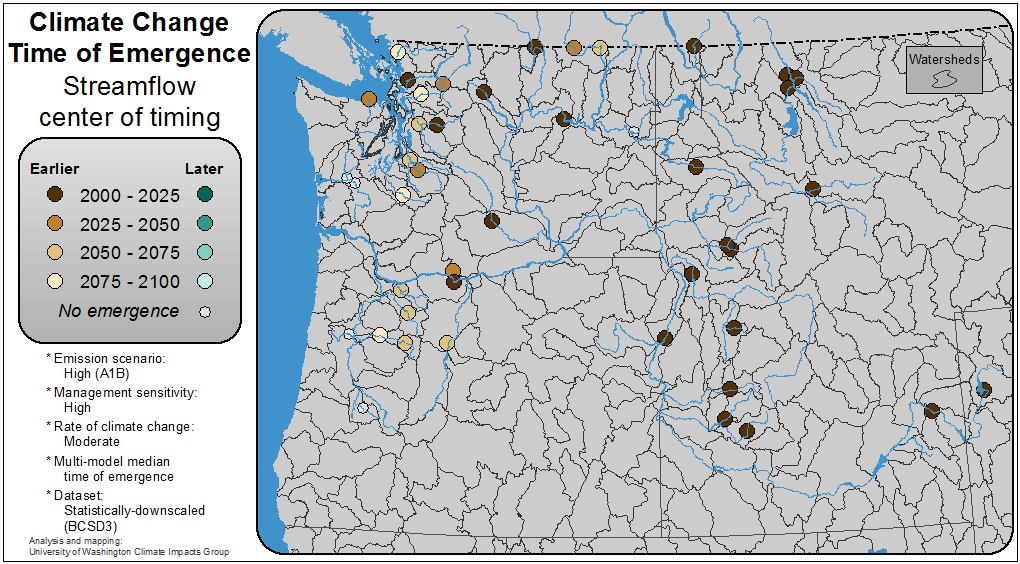 Climate Change
Time of Emergence
Streamflow
center of timing
Earlier Later
2000 - 2025
2025 - 2050
2050 - 2075
2075 - 2100
No emergence
* Emission scenario:
High (A1B)
* Management sensitivity:
High
* Rate of climate change:
Moderate
* Multi-model median
time of emergence
* Dataset:
Statistically-downscaled
(BCSD3)
Analysis and mapping:
University of Washington Climate Impacts Group
Watersheds